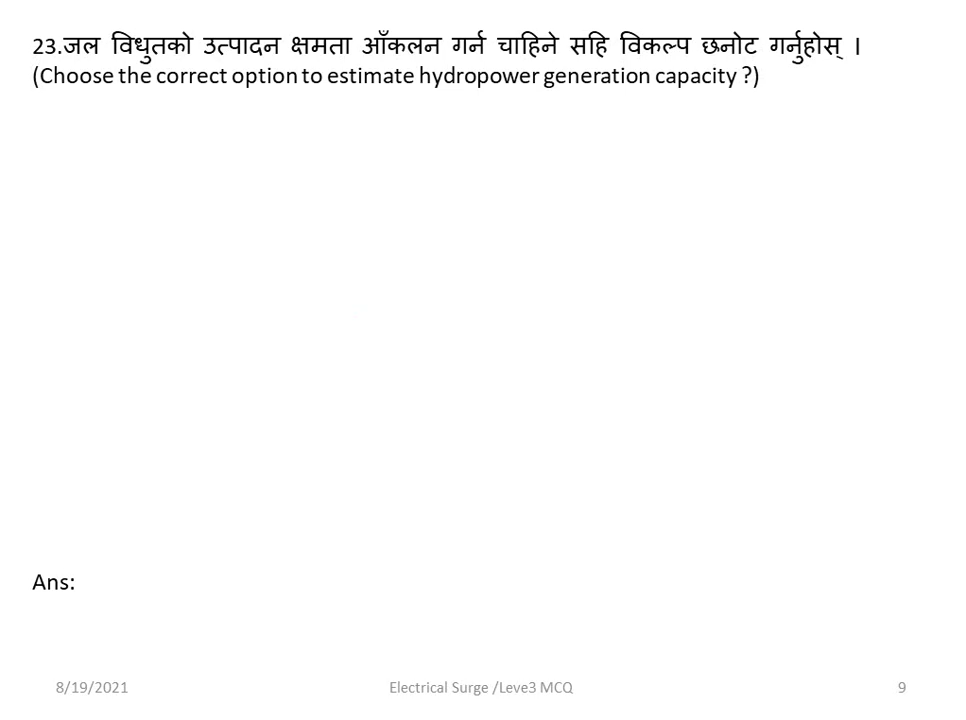 23.जल विधुतको उत्पादन क्षमता आँकलन गर्न चाहिने सहि विकल्प छनोट गर्नुहोस् ।
(Choose the correct option to estimate hydropower generation capacity ?)
Ans:
8/19/2021
Electrical Surge /Leve3 MCQ
9